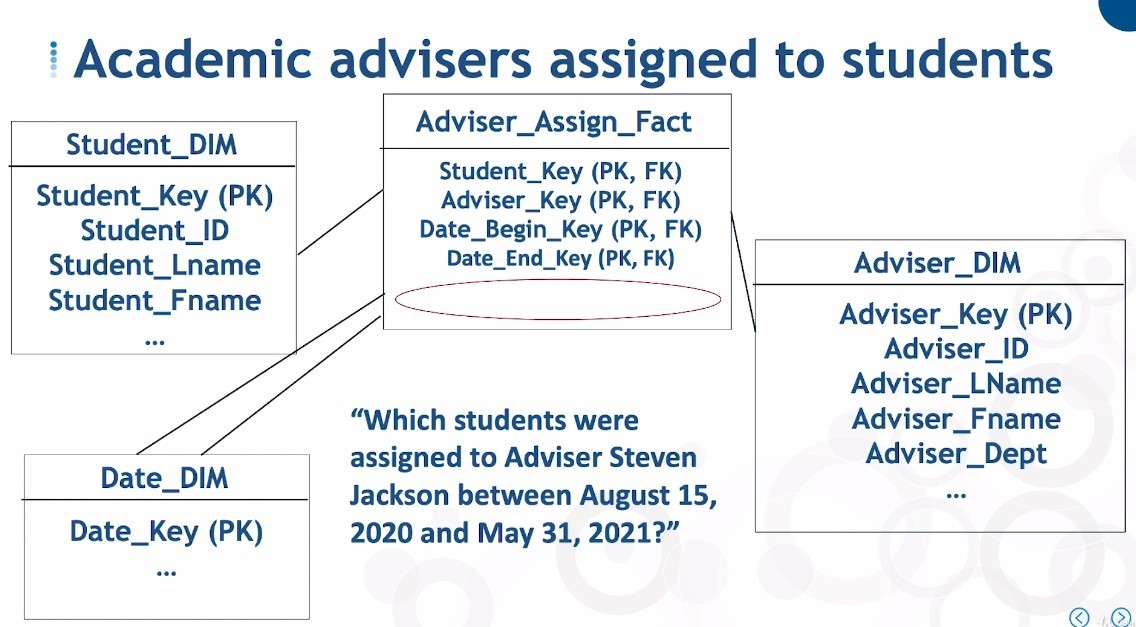 Academic advisers assigned to students
Student_DIM
Student_Key (PK)
Student_ID
Student_Lname
Student_Fname
...
Adviser_Assign_Fact
Student_Key (PK, FK)
Adviser_Key (PK, FK)
Date_Begin_Key (PK, FK)
Date_End_Key (PK, FK)
Adviser_DIM
Adviser_Key (PK)
Adviser_ID
Adviser_LName
Adviser_Fname
Adviser_Dept
...
Date_DIM
Date_Key (PK)
...
“Which students were
assigned to Adviser Steven
Jackson between August 15,
2020 and May 31, 2021?”